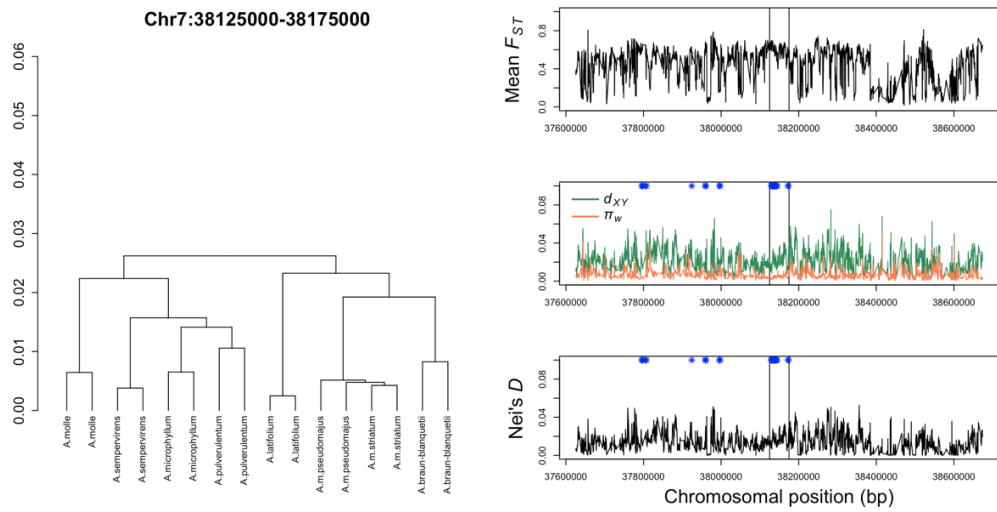 Chr7:38125000-38175000
0.06
0.05
0.04
0.03
0.02
0.01
0.00
A.molle
A.molle
A.sempervirens
A.sempervirens
A.microphyllum
A.microphyllum
A.pulverulentum
A.pulverulentum
A.latifolium
A.latifolium
A.m.pseudomajus
A.m.pseudomajus
A.m.striatum
A.m.striatum
A.braun-blanquetii
A.braun-blanquetii
Mean F_ST
0.8
0.4
0.0
37600000 37800000 38000000 38200000 38400000 38600000
d_XY
π_w
0.08
0.04
0.00
37600000 37800000 38000000 38200000 38400000 38600000
Nei's D
0.08
0.04
0.00
37600000 37800000 38000000 38200000 38400000 38600000
Chromosomal position (bp)